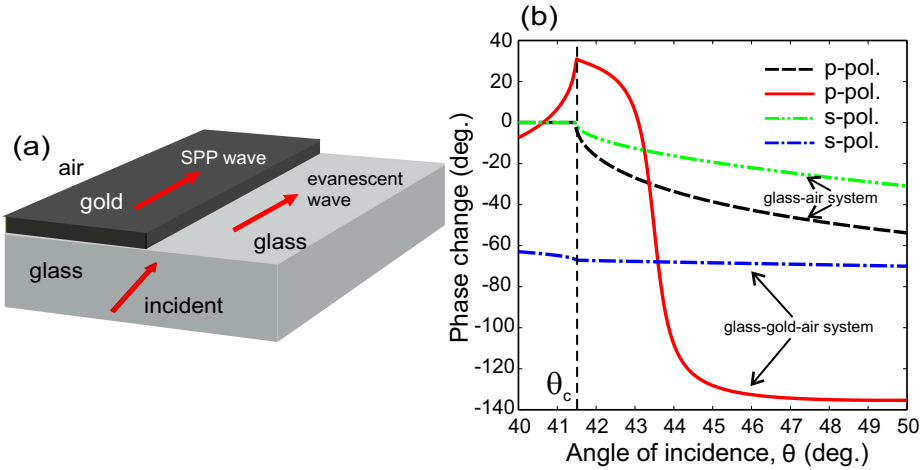 (a)
air
SPP wave
gold
evanescent
wave
glass
glass
incident
(b)
Phase change (deg.)
40
20
0
-20
-40
-60
-80
-100
-120
-140
p-pol.
p-pol.
s-pol.
s-pol.
glass-air system
glass-gold-air system
θc
40 41 42 43 44 45 46 47 48 49 50
Angle of incidence, θ (deg.)